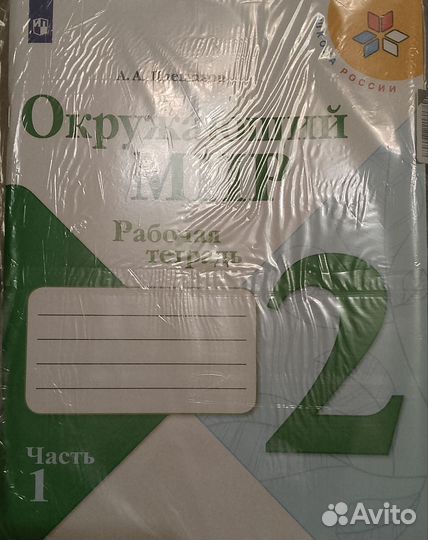 ШКОЛА РОССИИ
А. А. Плешаков
Окружающий
МИР
Рабочая
тетрадь
2
Часть
1
Avito